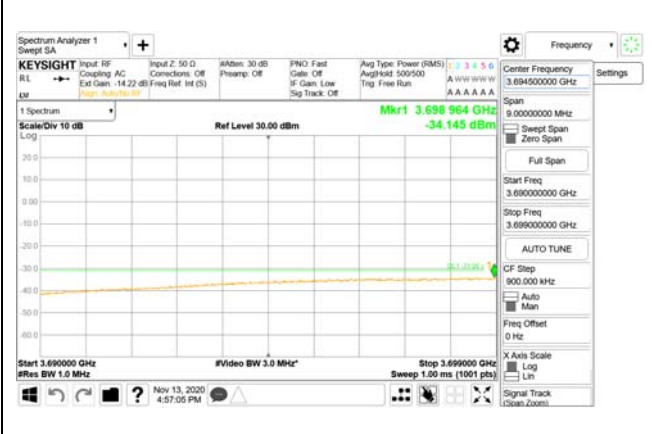 Spectrum Analyzer 1
Swept SA
+
Frequency
KEYSIGHT
Input: RF
Coupling: AC
Ext Gain: -14.22 dB
Align: Auto/No RF
Input Z: 50 Ω
Corrections: Off
Freq Ref: Int (S)
#Atten: 30 dB
Preamp: Off
PNO: Fast
Gate: Off
IF Gain: Low
Sig Track: Off
Avg Type: Power (RMS)
Avg|Hold: 500/500
Trig: Free Run
1 2 3 4 5 6
A W W W W W
A A A A A A
RL
Center Frequency
3.694500000 GHz
Settings
Span
9.00000000 MHz
Swept Span
Zero Span
Full Span
Start Freq
3.690000000 GHz
Stop Freq
3.699000000 GHz
AUTO TUNE
CF Step
900.000 kHz
Auto
Man
Freq Offset
0 Hz
X Axis Scale
Log
Lin
Signal Track
(Span Zoom)
1 Spectrum
Scale/Div 10 dB
Log
Ref Level 30.00 dBm
Mkr1 3.698 964 GHz
-34.145 dBm
20.0
10.0
0.00
-10.0
-20.0
-30.0
-40.0
-50.0
-60.0
Start 3.690000 GHz
#Res BW 1.0 MHz
#Video BW 3.0 MHz*
Stop 3.699000 GHz
Sweep 1.00 ms (1001 pts)
?
Nov 13, 2020
4:57:05 PM